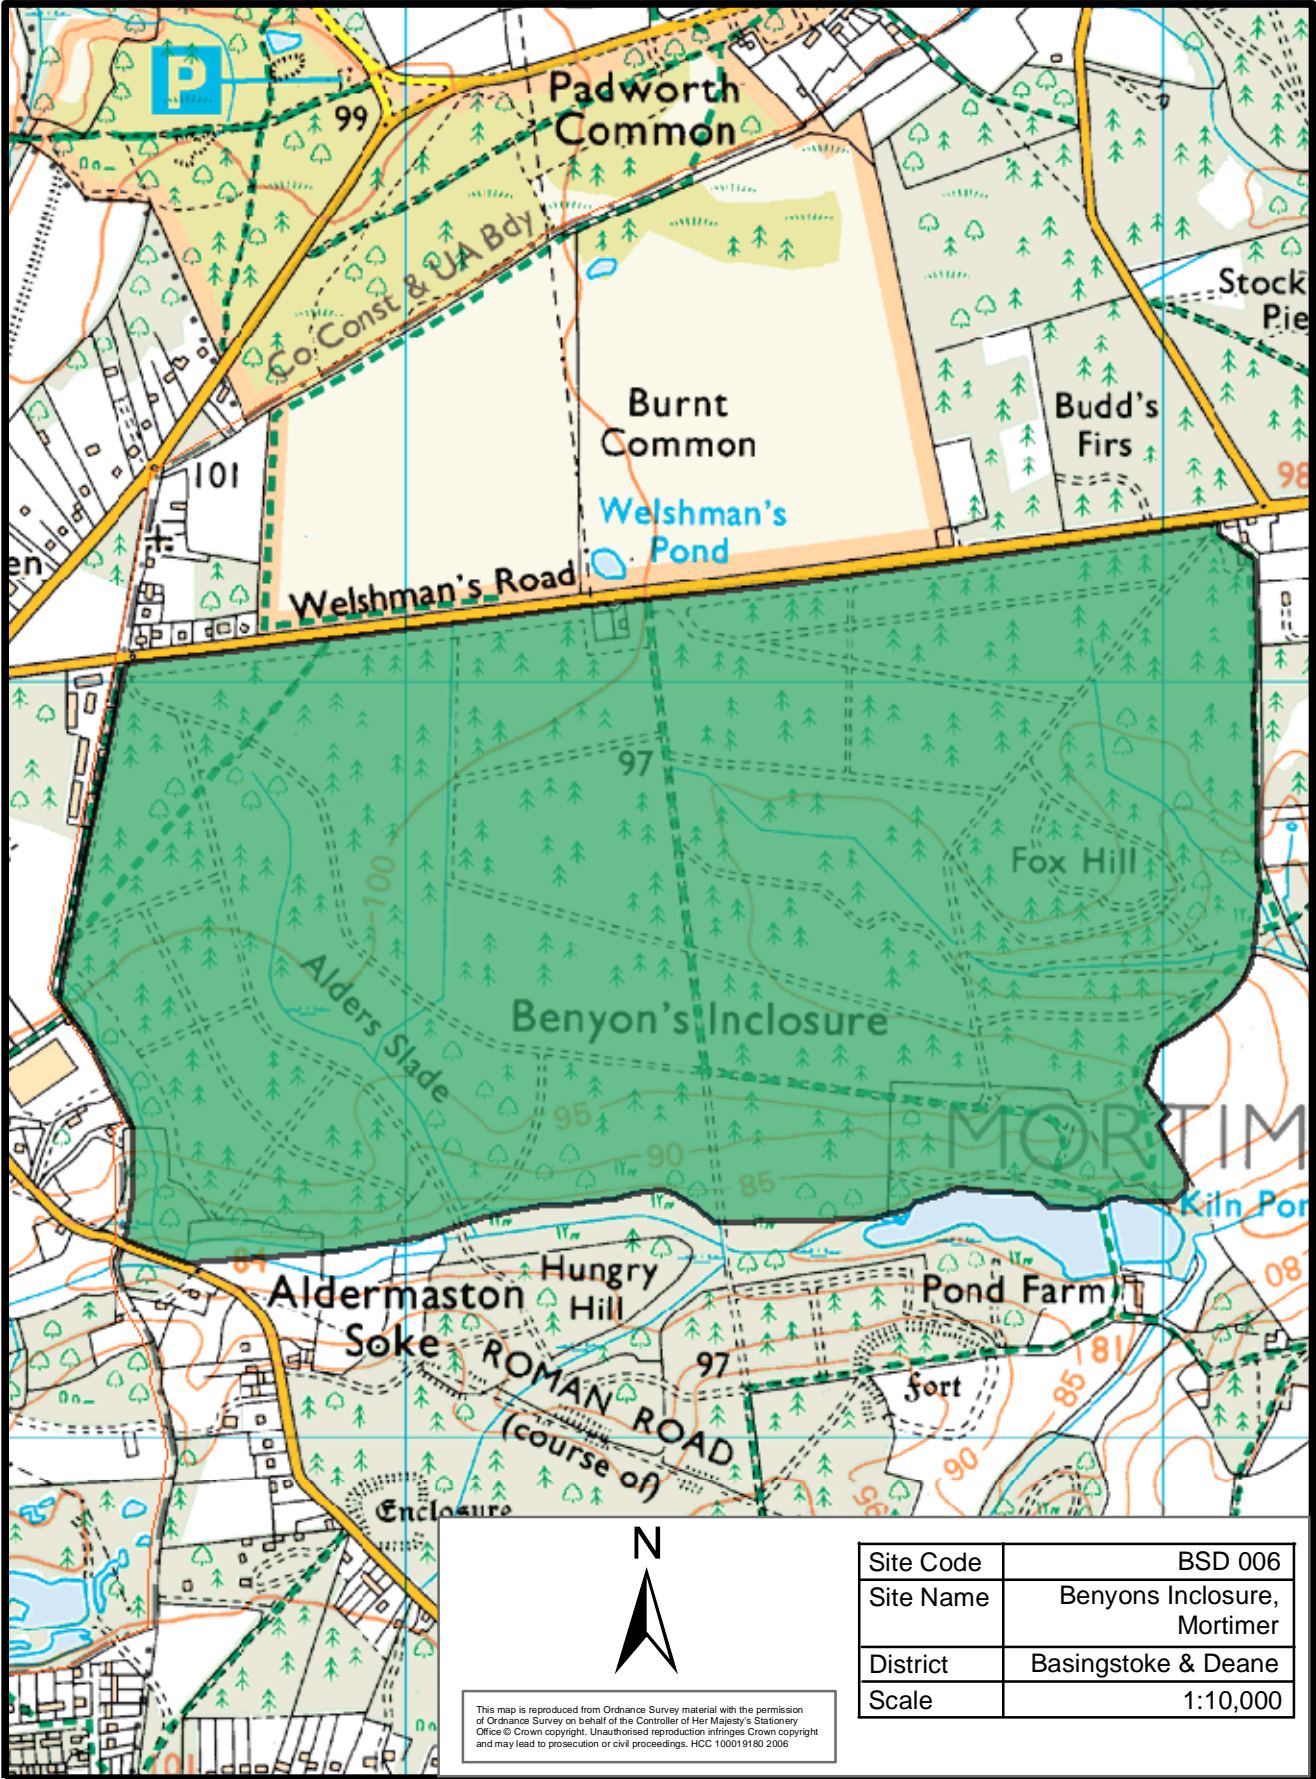 P
99
Padworth
Common
Co Const & UA Bdy
Stock
Pie
Burnt
Common
Budd's
Firs
101
98
Welshman's
Pond
en
Welshman's Road
97
100
Fox Hill
Alders Slade
Benyon's Inclosure
95
MORTIM
90
85
Kiln Pon
84
Hungry
Hill
Aldermaston
Soke
Pond Farm
80
ROMAN ROAD
(course of)
97
81
Fort
85
90
95
Enclosure
101
N
Site Code BSD 006
Site Name Benyons Inclosure,
Mortimer
District Basingstoke & Deane
Scale 1:10,000
This map is reproduced from Ordnance Survey material with the permission
of Ordnance Survey on behalf of the Controller of Her Majesty's Stationery
Office © Crown copyright. Unauthorised reproduction infringes Crown copyright
and may lead to prosecution or civil proceedings. HCC 100019180 2006